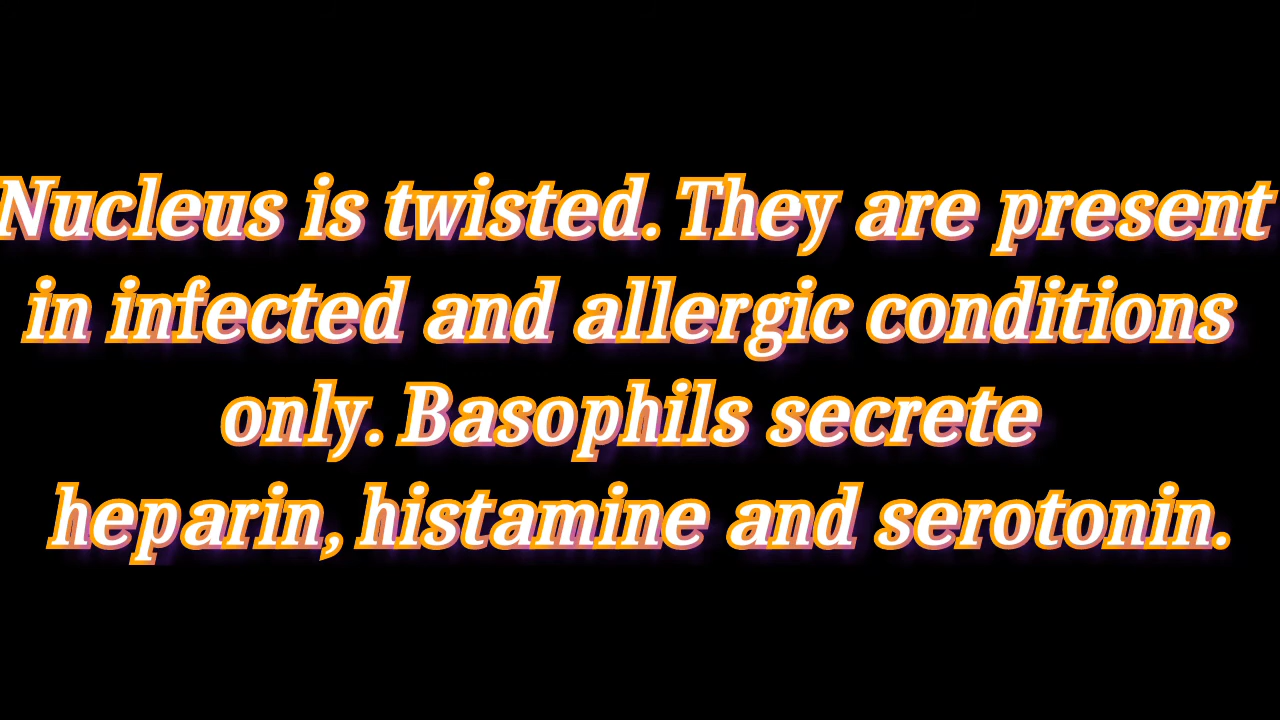 Nucleus is twisted. They are present
in infected and allergic conditions
only. Basophils secrete
heparin, histamine and serotonin.